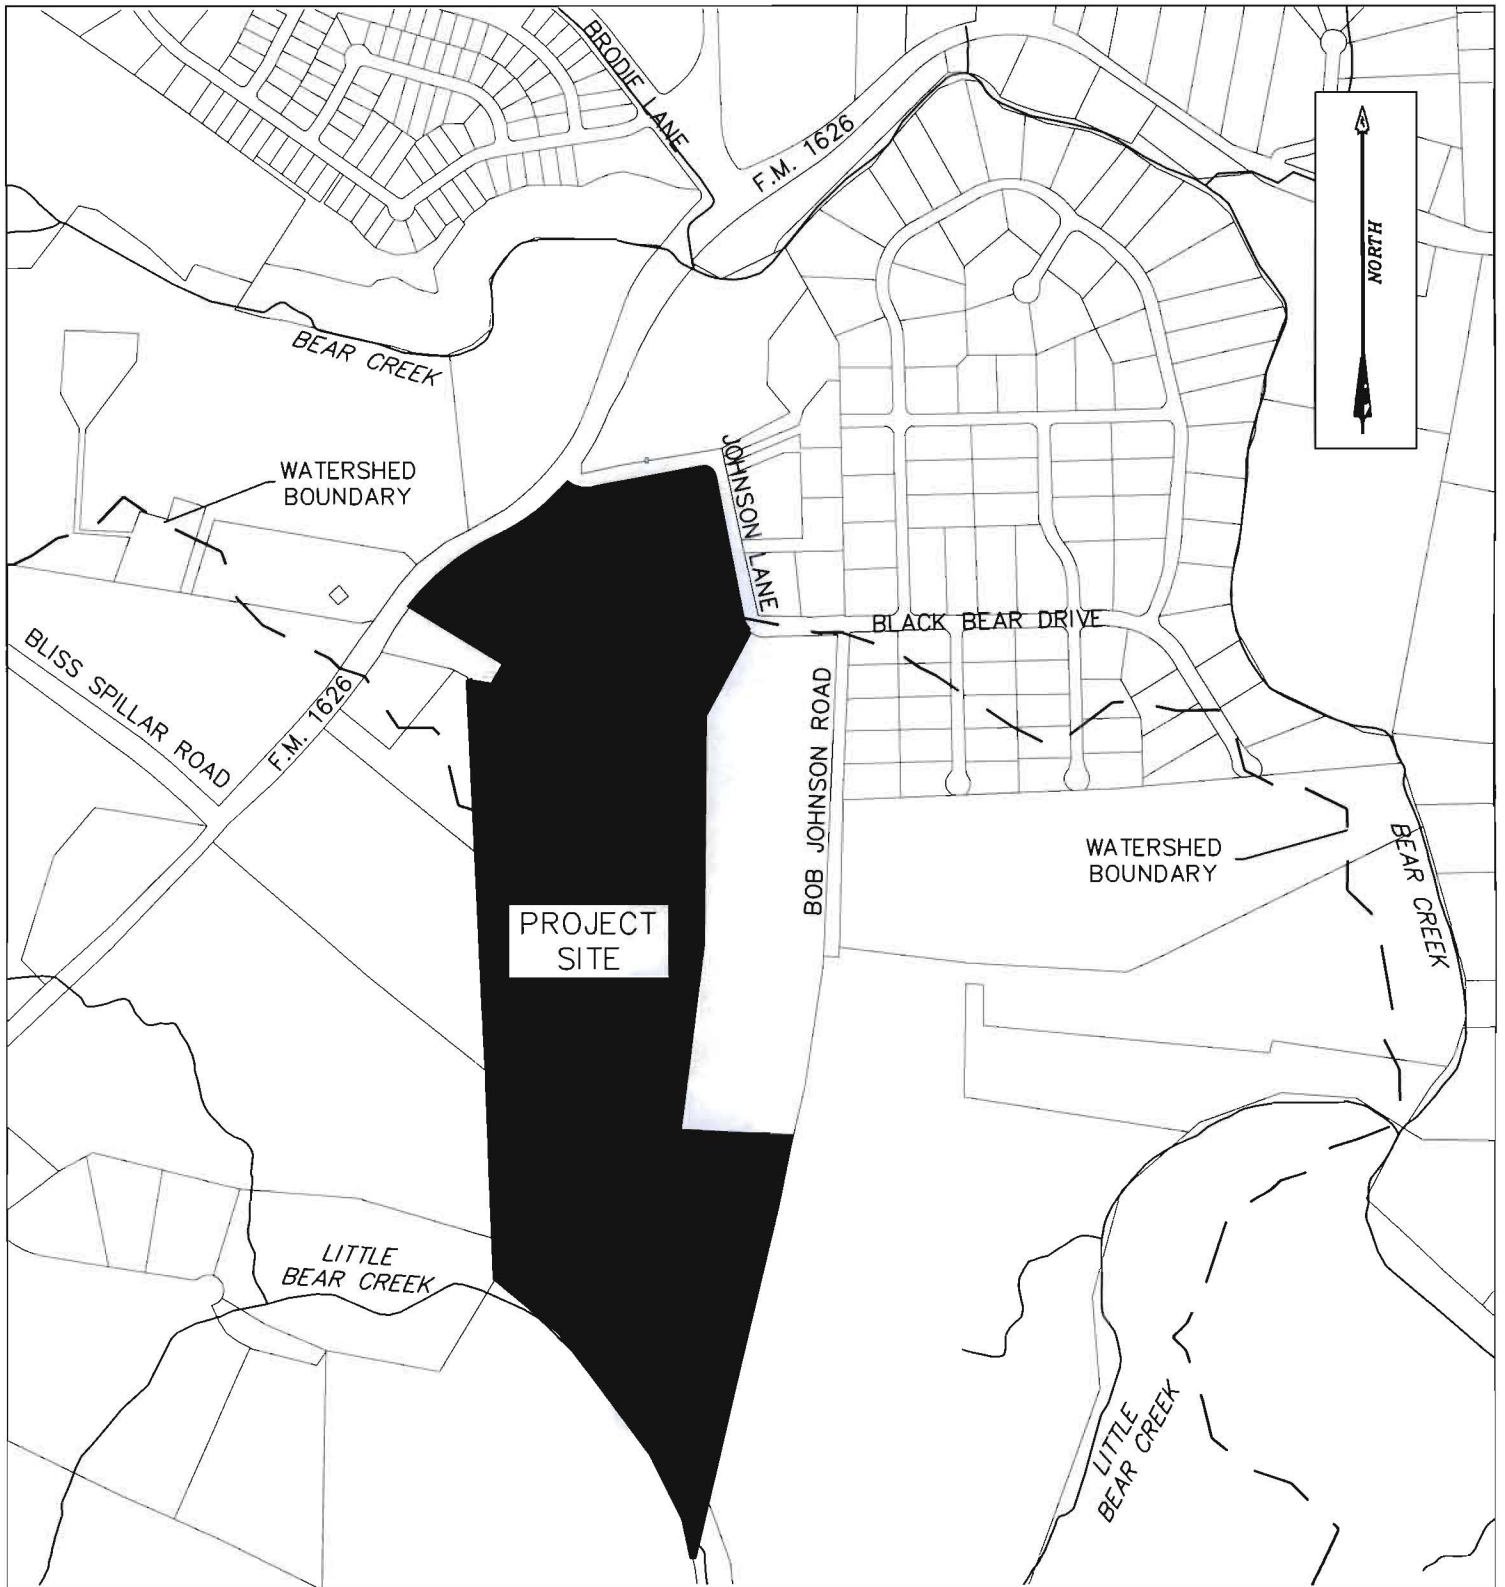 BRODIE LANE
F.M. 1626
NORTH
BEAR CREEK
JOHNSON LANE
WATERSHED
BOUNDARY
BLACK BEAR DRIVE
BLISS SPILLAR ROAD
F.M. 1626
BOB JOHNSON ROAD
WATERSHED
BOUNDARY
BEAR CREEK
PROJECT
SITE
LITTLE
BEAR CREEK
LITTLE
BEAR CREEK